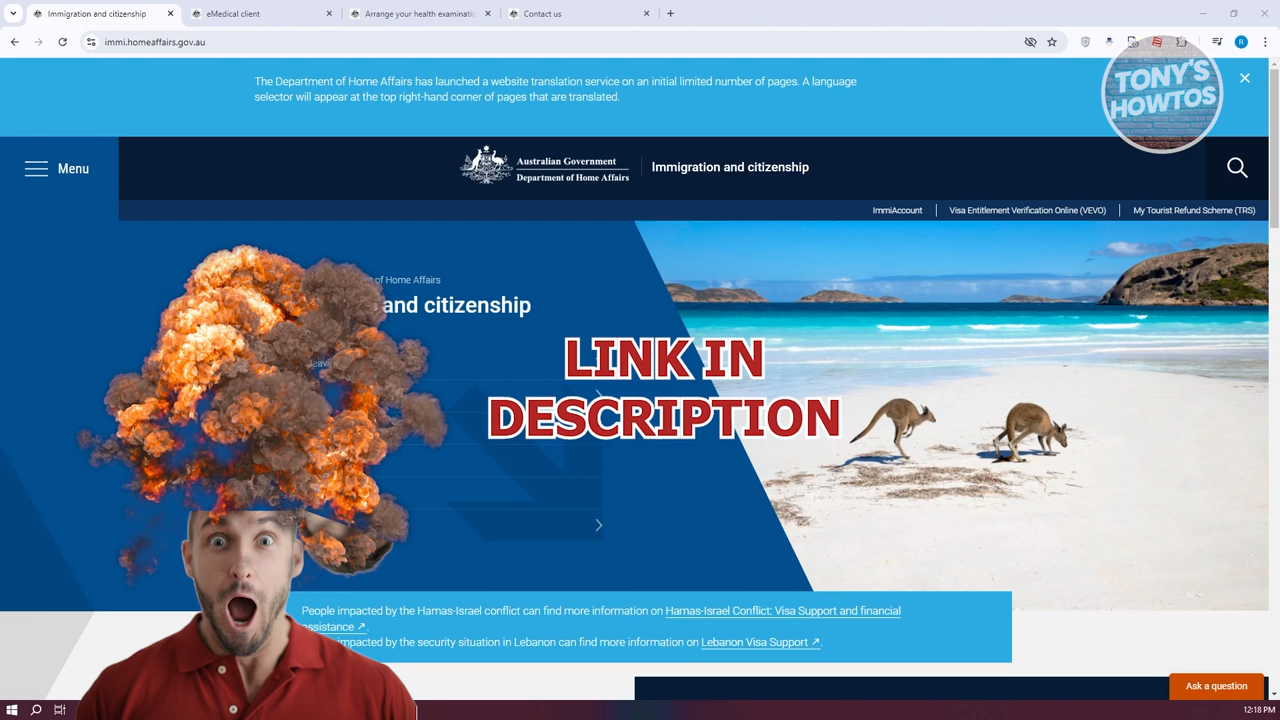 Immigration and citizenship
eMedical client
Arrange your health examinatic
Contact us
immi.homeaffairs.gov.au
R
The Department of Home Affairs has launched a website translation service on an initial limited number of pages. A language
selector will appear at the top right-hand corner of pages that are translated.
TONY'S
HOWTOS
Menu
Australian Government
Department of Home Affairs
Immigration and citizenship
ImmiAccount
Visa Entitlement Verification Online (VEVO)
My Tourist Refund Scheme (TRS)
of Home Affairs
and citizenship
LINK IN
DESCRIPTION
People impacted by the Hamas-Israel conflict can find more information on Hamas-Israel Conflict: Visa Support and financial
assistance.
impacted by the security situation in Lebanon can find more information on Lebanon Visa Support.
Ask a question
12:18 PM